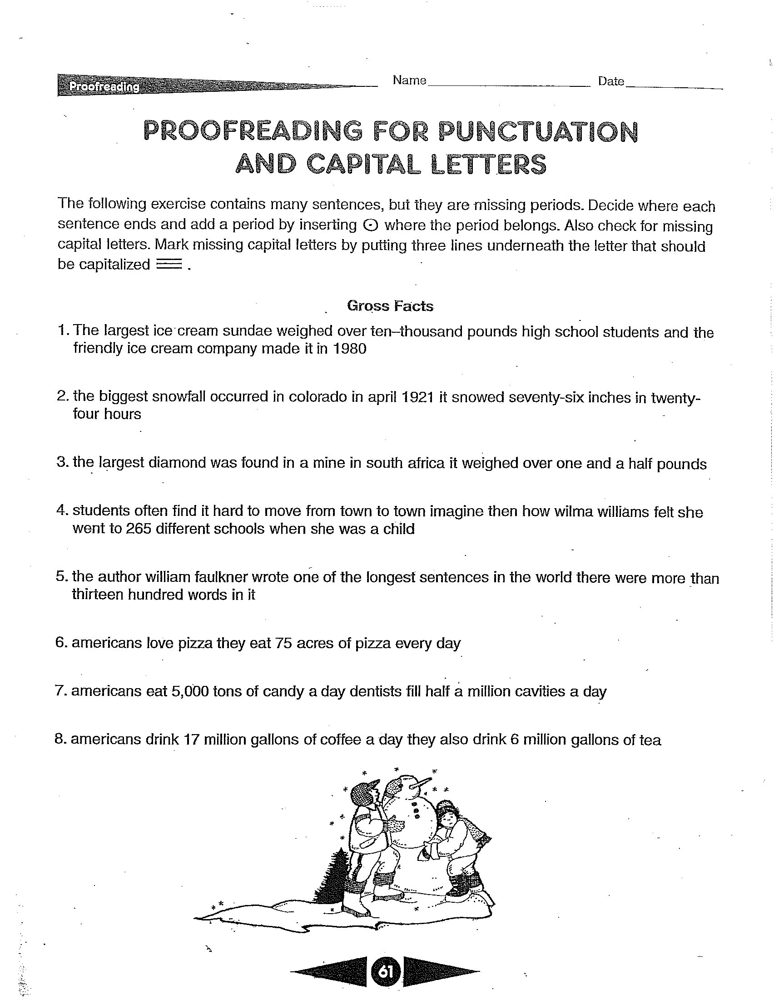 Proofreading Name Date
PROOFREADING FOR PUNCTUATION
AND CAPITAL LETTERS
The following exercise contains many sentences, but they are missing periods. Decide where each
sentence ends and add a period by inserting ⊙ where the period belongs. Also check for missing
capital letters. Mark missing capital letters by putting three lines underneath the letter that should
be capitalized ≡ .
Gross Facts
1. The largest ice cream sundae weighed over ten–thousand pounds high school students and the
friendly ice cream company made it in 1980
2. the biggest snowfall occurred in colorado in april 1921 it snowed seventy-six inches in twenty-
four hours
3. the largest diamond was found in a mine in south africa it weighed over one and a half pounds
4. students often find it hard to move from town to town imagine then how wilma williams felt she
went to 265 different schools when she was a child
5. the author william faulkner wrote one of the longest sentences in the world there were more than
thirteen hundred words in it
6. americans love pizza they eat 75 acres of pizza every day
7. americans eat 5,000 tons of candy a day dentists fill half a million cavities a day
8. americans drink 17 million gallons of coffee a day they also drink 6 million gallons of tea
61